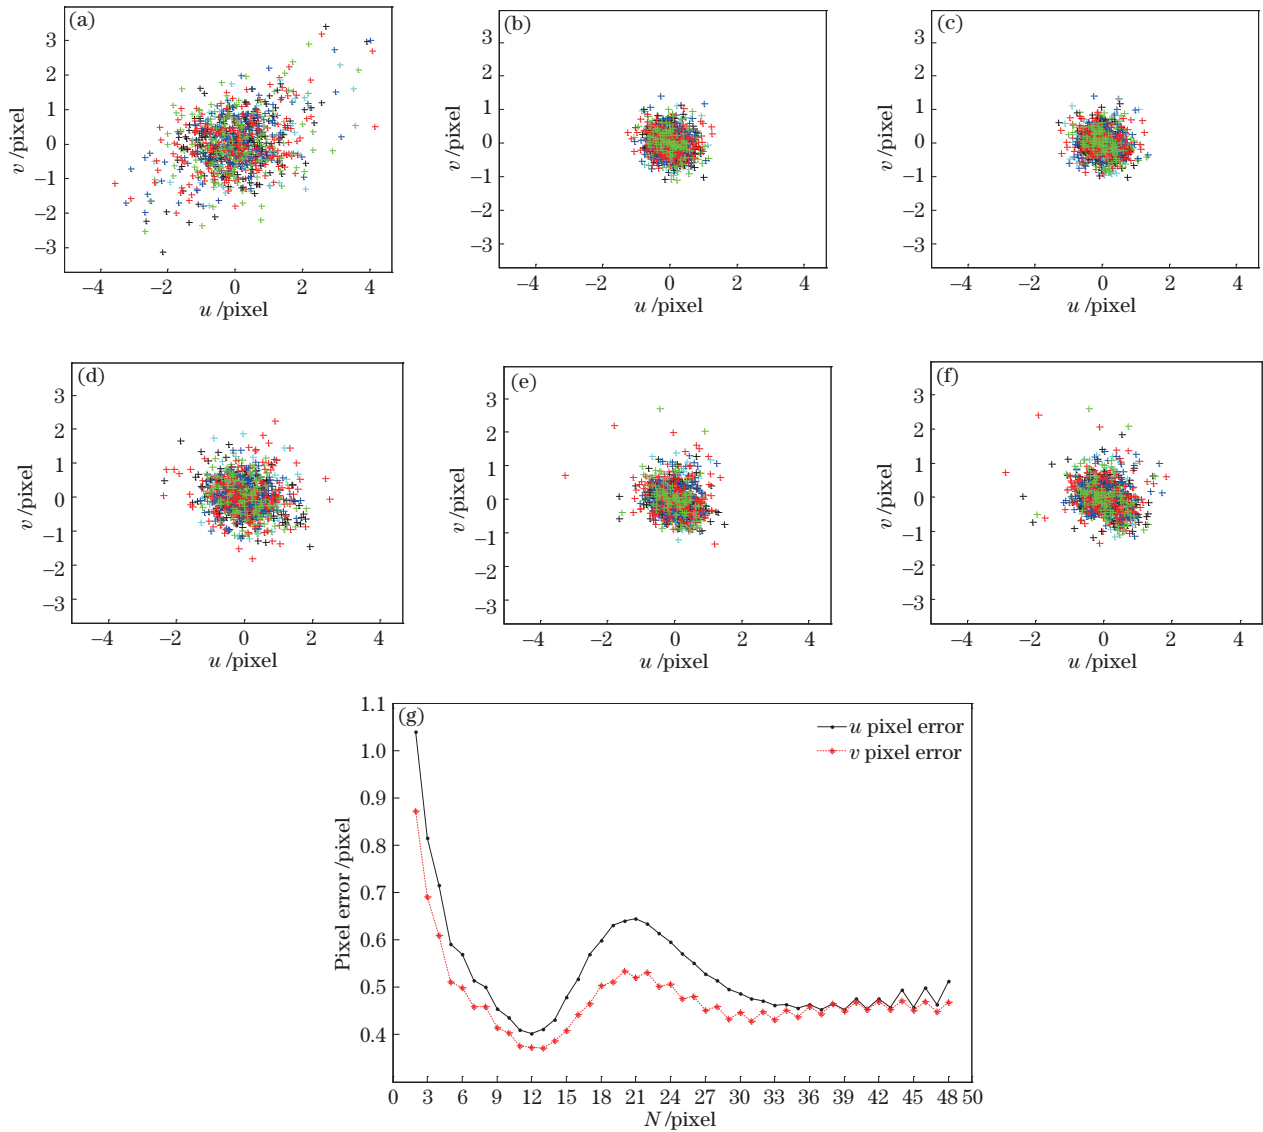 (a)
3
2
1
0
−1
−2
−3
v/pixel
−4 −2 0 2 4
u/pixel
(b)
3
2
1
0
−1
−2
−3
v/pixel
−4 −2 0 2 4
u/pixel
(c)
3
2
1
0
−1
−2
−3
v/pixel
−4 −2 0 2 4
u/pixel
(d)
3
2
1
0
−1
−2
−3
v/pixel
−4 −2 0 2 4
u/pixel
(e)
3
2
1
0
−1
−2
−3
v/pixel
−4 −2 0 2 4
u/pixel
(f)
3
2
1
0
−1
−2
−3
v/pixel
−4 −2 0 2 4
u/pixel
(g)
u pixel error
v pixel error
1.1
1.0
0.9
0.8
0.7
0.6
0.5
0.4
Pixel error/pixel
0 3 6 9 12 15 18 21 24 27 30 33 36 39 42 45 48 50
N/pixel